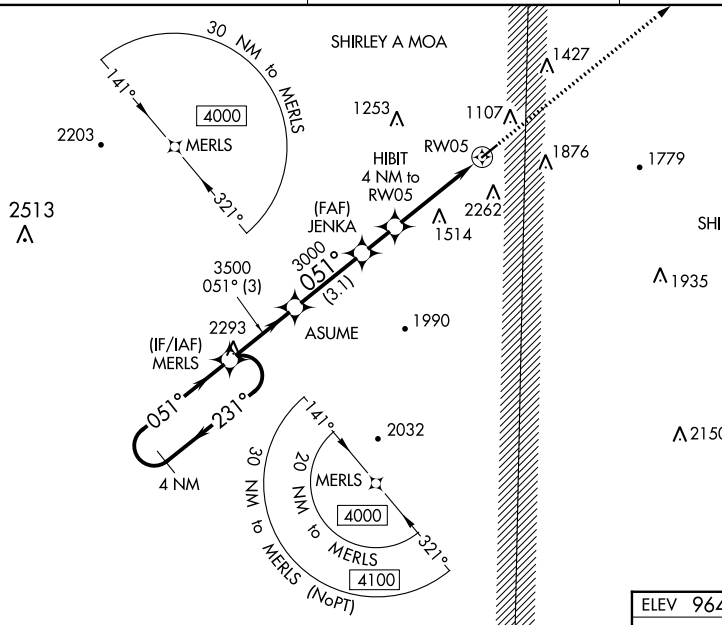 30 NM to MERLS
SHIRLEY A MOA
1427
141°
4000
1253
1107
2203
MERLS
RW05
HIBIT
4 NM to
RW05
1876
1779
321°
2513
(FAF)
JENKA
2262
1514
SHI
3500
051° (3)
3000
051°
(3.1)
1935
2293
ASUME
1990
(IF/IAF)
MERLS
051°
231°
141°
2032
2150
4 NM
MERLS
20 NM to MERLS
4000
321°
30 NM to MERLS (NoPT)
4100
ELEV 964